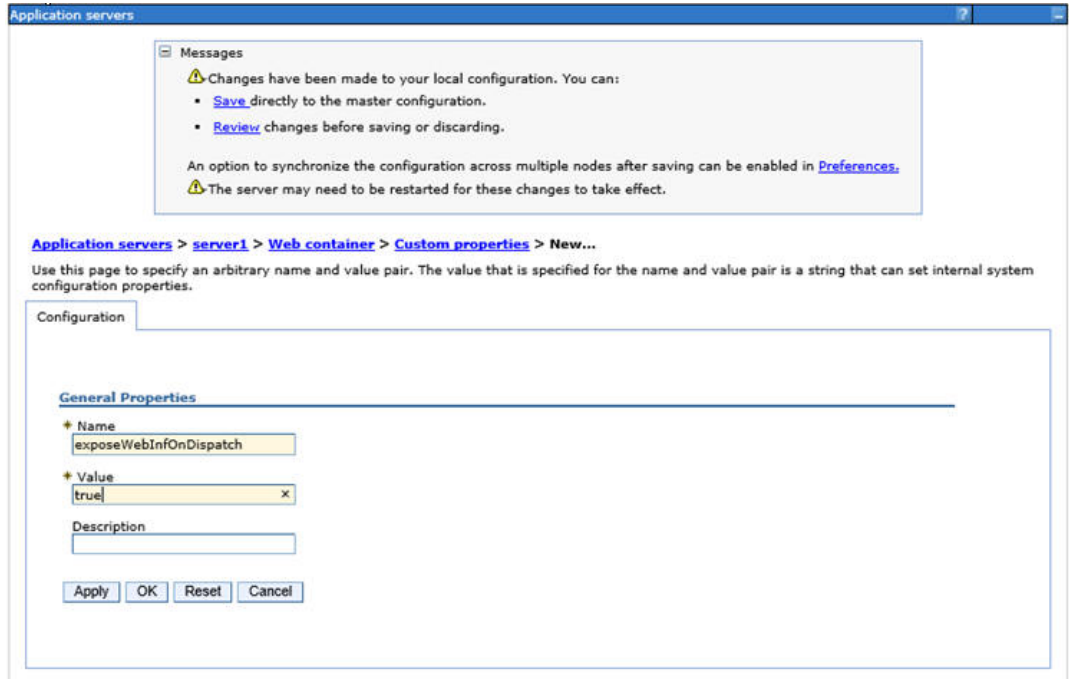 Application servers ?
Messages
Changes have been made to your local configuration. You can:
Save directly to the master configuration.
Review changes before saving or discarding.
An option to synchronize the configuration across multiple nodes after saving can be enabled in Preferences.
The server may need to be restarted for these changes to take effect.
Application servers > server1 > Web container > Custom properties > New...
Use this page to specify an arbitrary name and value pair. The value that is specified for the name and value pair is a string that can set internal system
configuration properties.
Configuration
General Properties
Name
exposeWebInfOnDispatch
Value
true
Description
Apply OK Reset Cancel